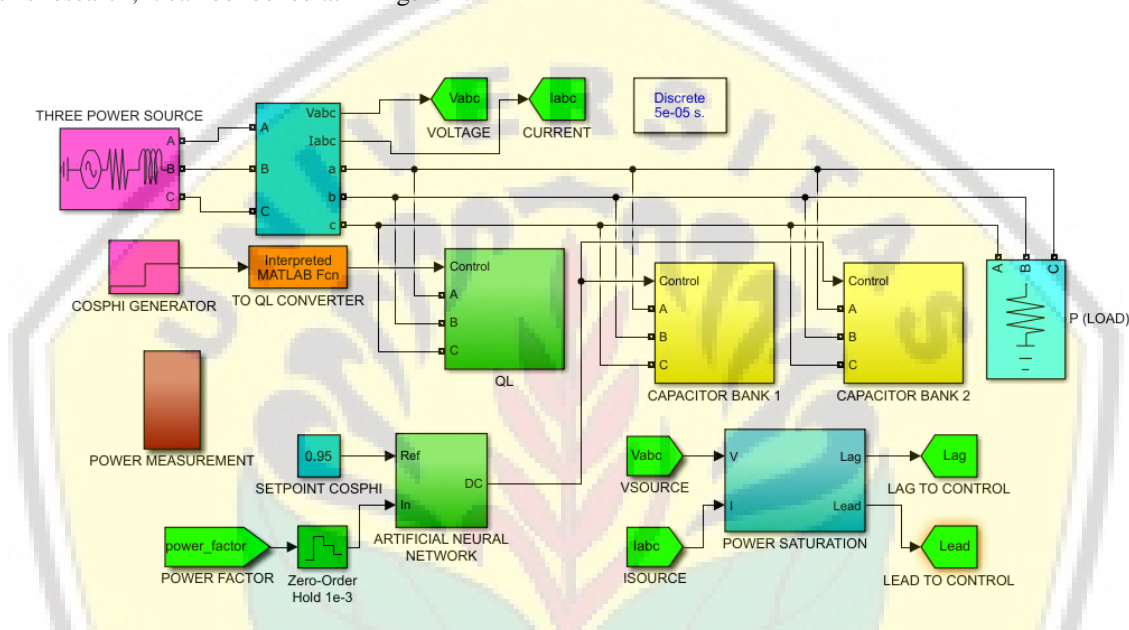 THREE POWER SOURCE
A
B
C
A
B
C
Vabc
Iabc
a
b
c
Vabc
VOLTAGE
Iabc
CURRENT
Discrete
5e-05 s.
COSPHI GENERATOR
Interpreted
MATLAB Fcn
TO QL CONVERTER
Control
A
B
C
QL
Control
A
B
C
CAPACITOR BANK 1
Control
A
B
C
CAPACITOR BANK 2
A
B
C
P (LOAD)
POWER MEASUREMENT
0.95
SETPOINT COSPHI
Ref
In
DC
ARTIFICIAL NEURAL
NETWORK
power_factor
POWER FACTOR
Zero-Order
Hold 1e-3
Vabc
VSOURCE
Iabc
ISOURCE
V
I
Lag
Lead
POWER SATURATION
Lag
LAG TO CONTROL
Lead
LEAD TO CONTROL
UNIVERSITAS